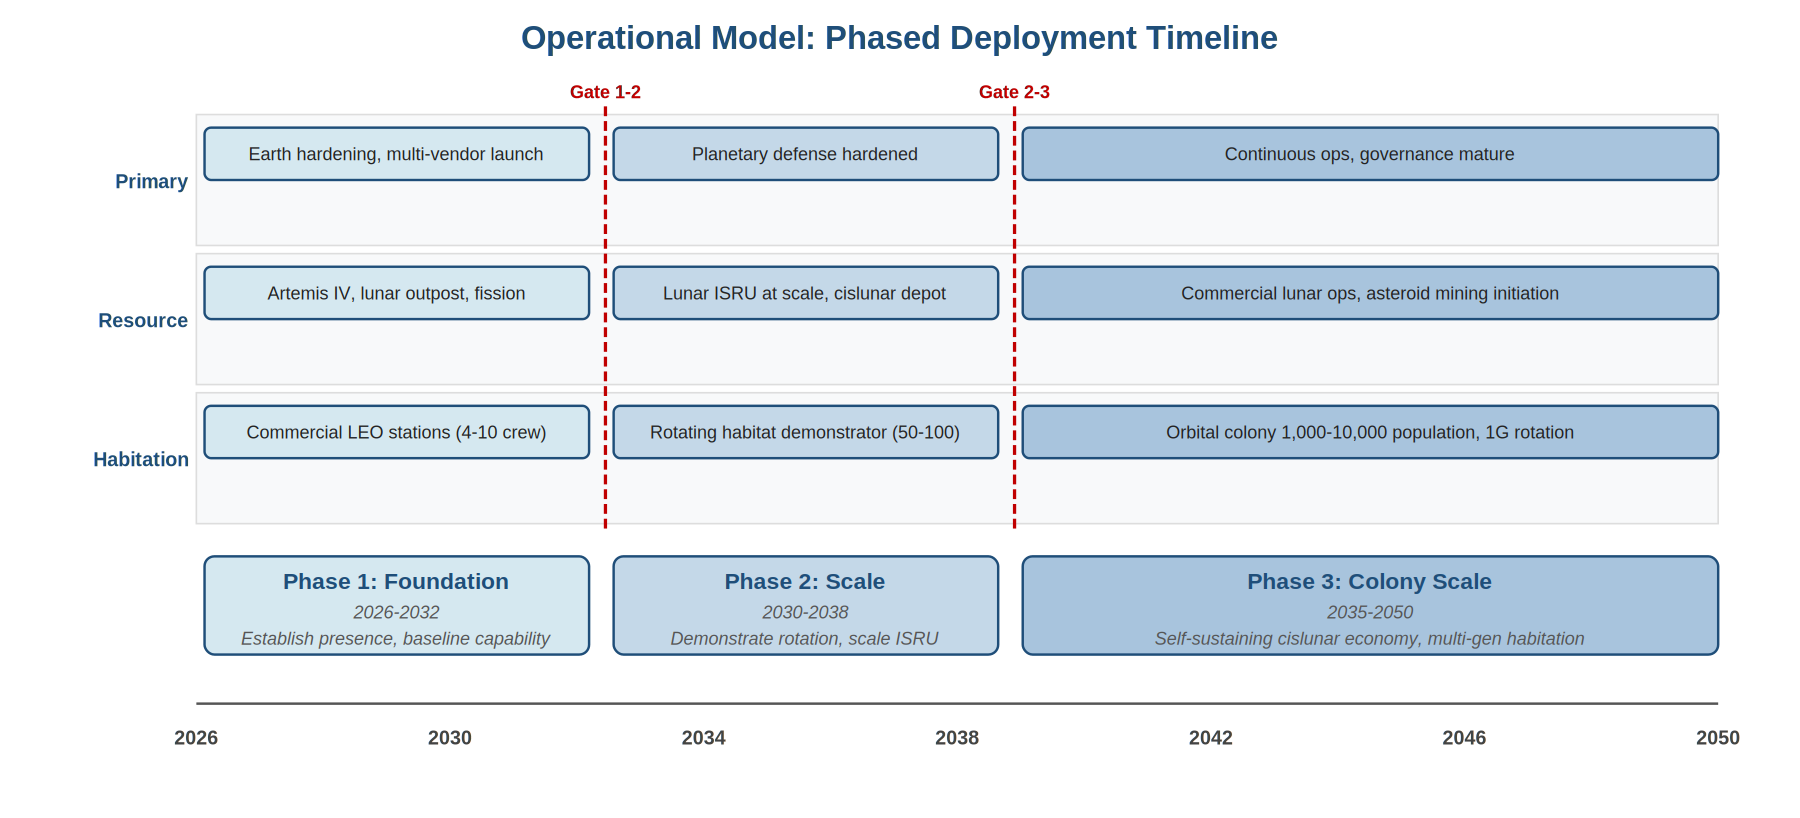 Operational Model: Phased Deployment Timeline
Gate 1-2
Gate 2-3
Primary
Earth hardening, multi-vendor launch
Planetary defense hardened
Continuous ops, governance mature
Resource
Artemis IV, lunar outpost, fission
Lunar ISRU at scale, cislunar depot
Commercial lunar ops, asteroid mining initiation
Habitation
Commercial LEO stations (4-10 crew)
Rotating habitat demonstrator (50-100)
Orbital colony 1,000-10,000 population, 1G rotation
Phase 1: Foundation
2026-2032
Establish presence, baseline capability
Phase 2: Scale
2030-2038
Demonstrate rotation, scale ISRU
Phase 3: Colony Scale
2035-2050
Self-sustaining cislunar economy, multi-gen habitation
2026
2030
2034
2038
2042
2046
2050